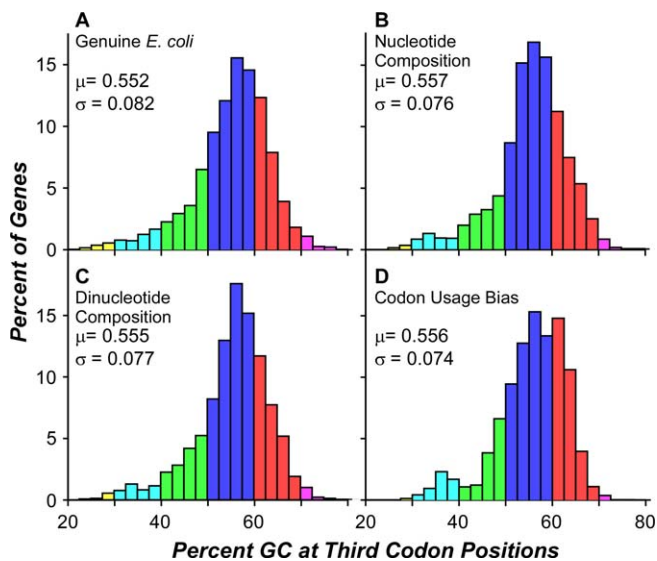 A
Genuine E. coli
μ= 0.552
σ = 0.082
B
Nucleotide
Composition
μ= 0.557
σ = 0.076
15
10
5
0
Percent of Genes
C
Dinucleotide
Composition
μ= 0.555
σ = 0.077
D
Codon Usage Bias
μ= 0.556
σ = 0.074
15
10
5
0
20 40 60 20 40 60 80
Percent GC at Third Codon Positions